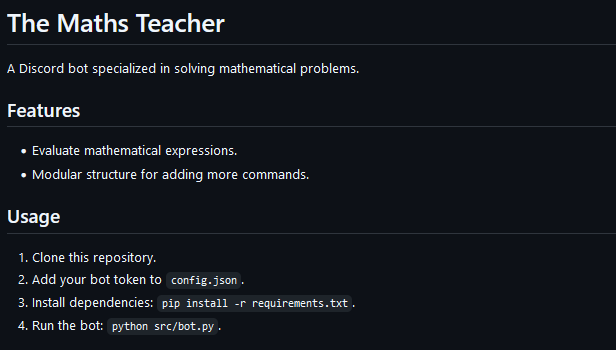 The Maths Teacher
A Discord bot specialized in solving mathematical problems.
Features
• Evaluate mathematical expressions.
• Modular structure for adding more commands.
Usage
1. Clone this repository.
2. Add your bot token to config.json.
3. Install dependencies: pip install -r requirements.txt.
4. Run the bot: python src/bot.py.